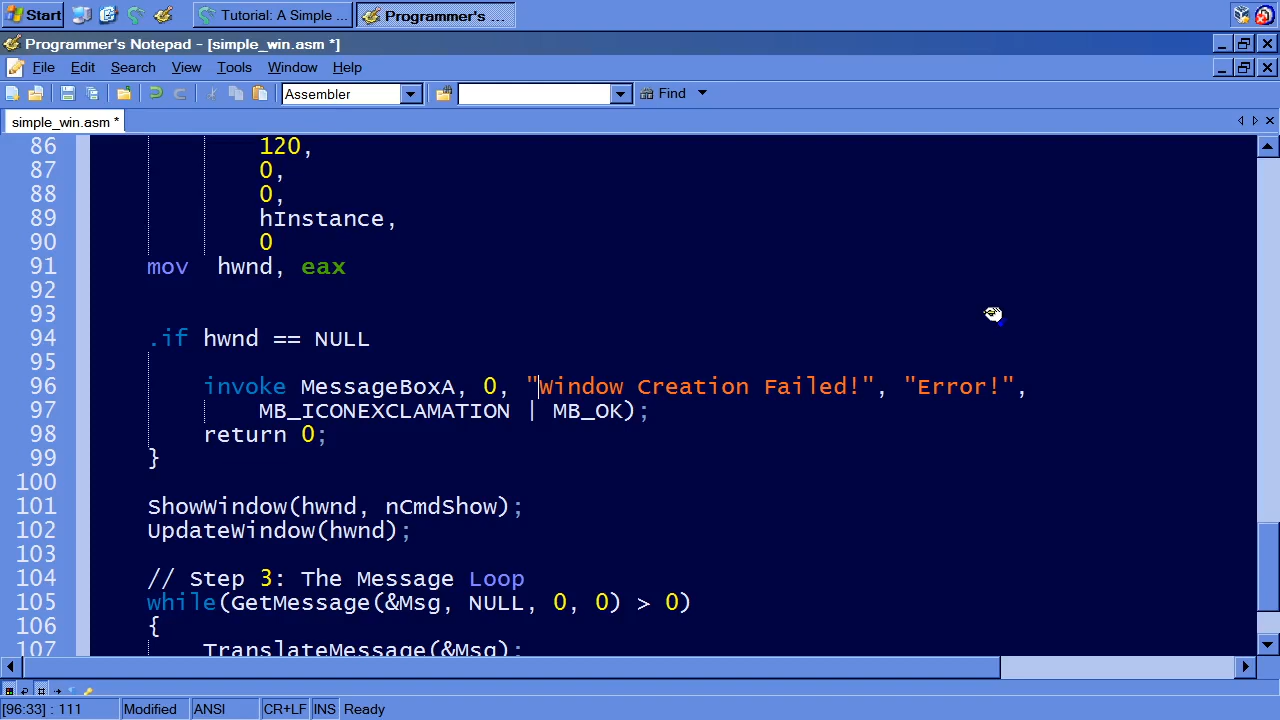 Start Tutorial: A Simple ... Programmer's ...
Programmer's Notepad - [simple_win.asm *]
File Edit Search View Tools Window Help
Assembler Find
simple_win.asm *
86 120,
87 0,
88 0,
89 hInstance,
90 0
91 mov hwnd, eax
92
93
94 .if hwnd == NULL
95
96 invoke MessageBoxA, 0, "Window Creation Failed!", "Error!",
97 MB_ICONEXCLAMATION | MB_OK);
98 return 0;
99 }
100
101 ShowWindow(hwnd, nCmdShow);
102 UpdateWindow(hwnd);
103
104 // Step 3: The Message Loop
105 while(GetMessage(&Msg, NULL, 0, 0) > 0)
106 {
107 TranslateMessage(&Msg);
[96:33] : 111 Modified ANSI CR+LF INS Ready